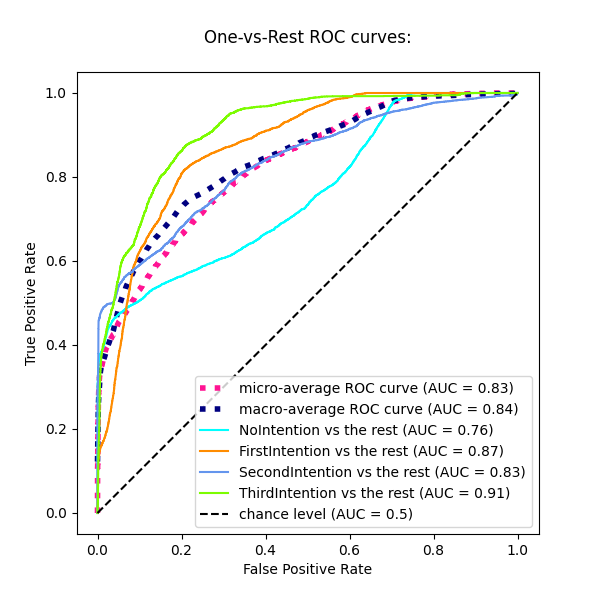 One-vs-Rest ROC curves:
True Positive Rate
1.0
0.8
0.6
0.4
0.2
0.0
micro-average ROC curve (AUC = 0.83)
macro-average ROC curve (AUC = 0.84)
NoIntention vs the rest (AUC = 0.76)
FirstIntention vs the rest (AUC = 0.87)
SecondIntention vs the rest (AUC = 0.83)
ThirdIntention vs the rest (AUC = 0.91)
chance level (AUC = 0.5)
0.0 0.2 0.4 0.6 0.8 1.0
False Positive Rate